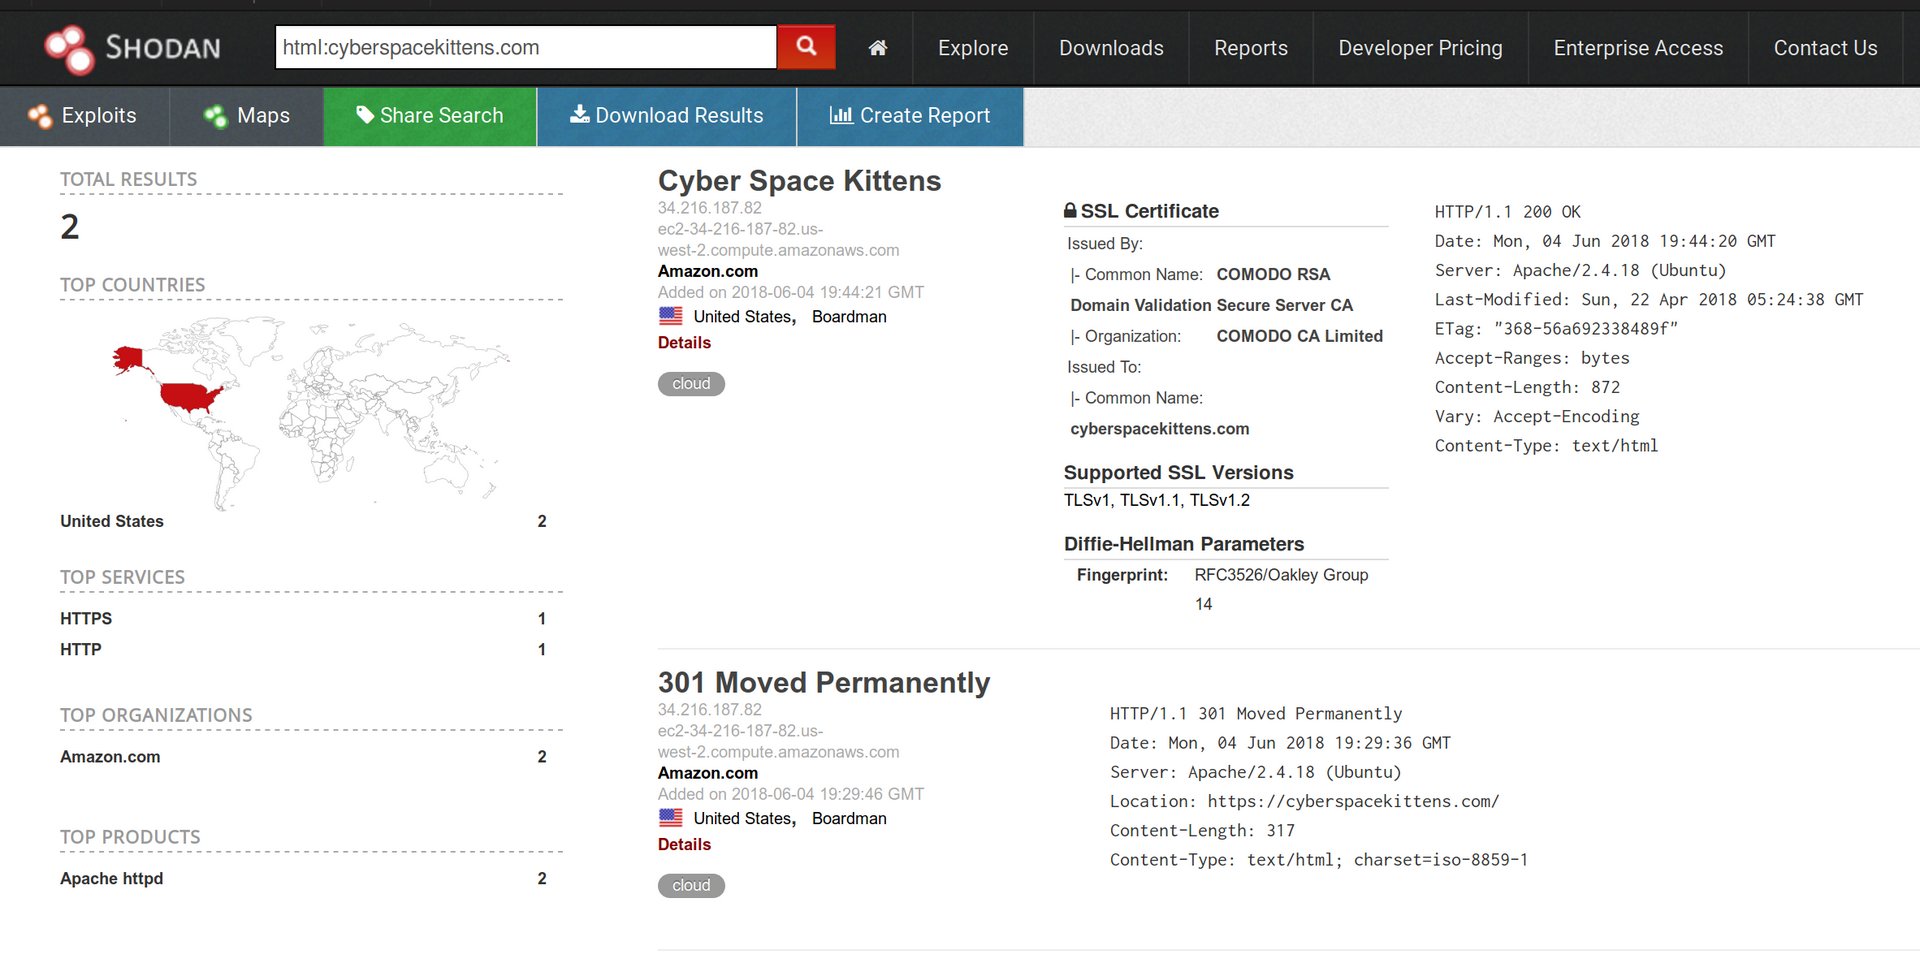 SHODAN
html:cyberspacekittens.com
Explore
Downloads
Reports
Developer Pricing
Enterprise Access
Contact Us
Exploits
Maps
Share Search
Download Results
Create Report
TOTAL RESULTS
2
TOP COUNTRIES
United States 2
TOP SERVICES
HTTPS 1
HTTP 1
TOP ORGANIZATIONS
Amazon.com 2
TOP PRODUCTS
Apache httpd 2
Cyber Space Kittens
34.216.187.82
ec2-34-216-187-82.us-
west-2.compute.amazonaws.com
Amazon.com
Added on 2018-06-04 19:44:21 GMT
United States, Boardman
Details
cloud
SSL Certificate
Issued By:
|- Common Name: COMODO RSA
Domain Validation Secure Server CA
|- Organization: COMODO CA Limited
Issued To:
|- Common Name:
cyberspacekittens.com
Supported SSL Versions
TLSv1, TLSv1.1, TLSv1.2
Diffie-Hellman Parameters
Fingerprint: RFC3526/Oakley Group
14
HTTP/1.1 200 OK
Date: Mon, 04 Jun 2018 19:44:20 GMT
Server: Apache/2.4.18 (Ubuntu)
Last-Modified: Sun, 22 Apr 2018 05:24:38 GMT
ETag: "368-56a692338489f"
Accept-Ranges: bytes
Content-Length: 872
Vary: Accept-Encoding
Content-Type: text/html
301 Moved Permanently
34.216.187.82
ec2-34-216-187-82.us-
west-2.compute.amazonaws.com
Amazon.com
Added on 2018-06-04 19:29:46 GMT
United States, Boardman
Details
cloud
HTTP/1.1 301 Moved Permanently
Date: Mon, 04 Jun 2018 19:29:36 GMT
Server: Apache/2.4.18 (Ubuntu)
Location: https://cyberspacekittens.com/
Content-Length: 317
Content-Type: text/html; charset=iso-8859-1